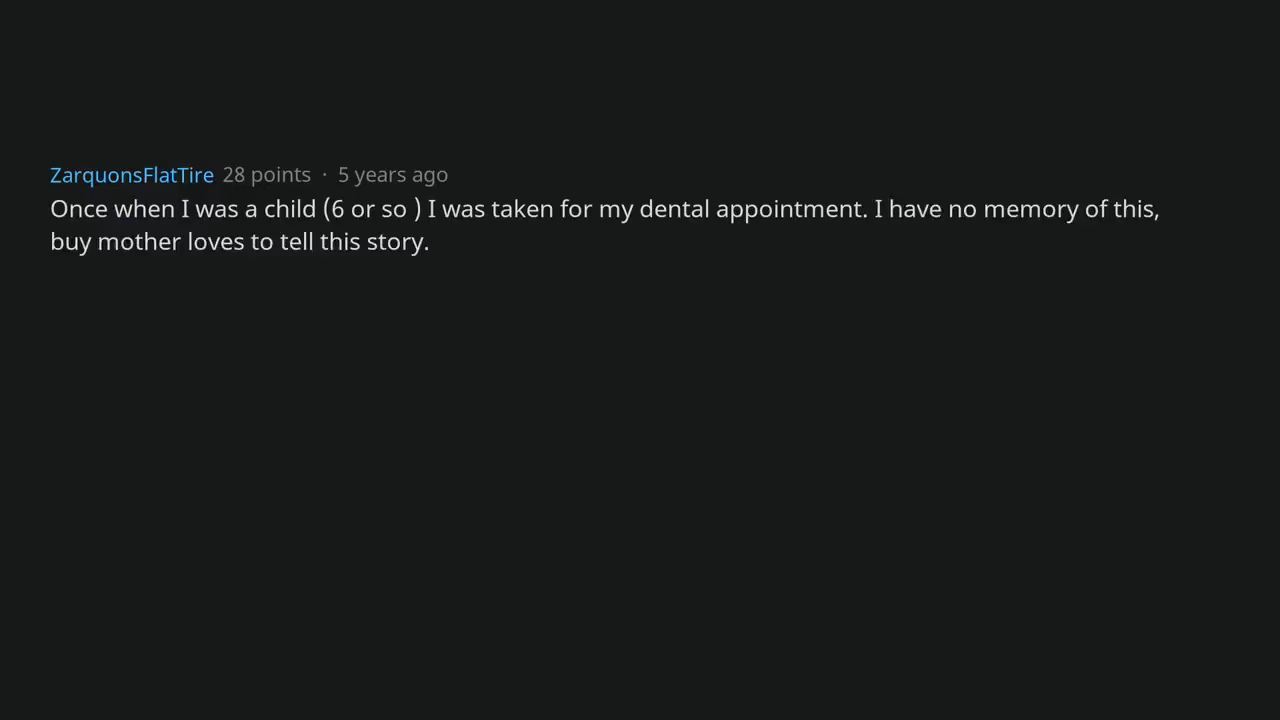 ZarquonsFlatTire 28 points · 5 years ago
Once when I was a child (6 or so ) I was taken for my dental appointment. I have no memory of this,
buy mother loves to tell this story.